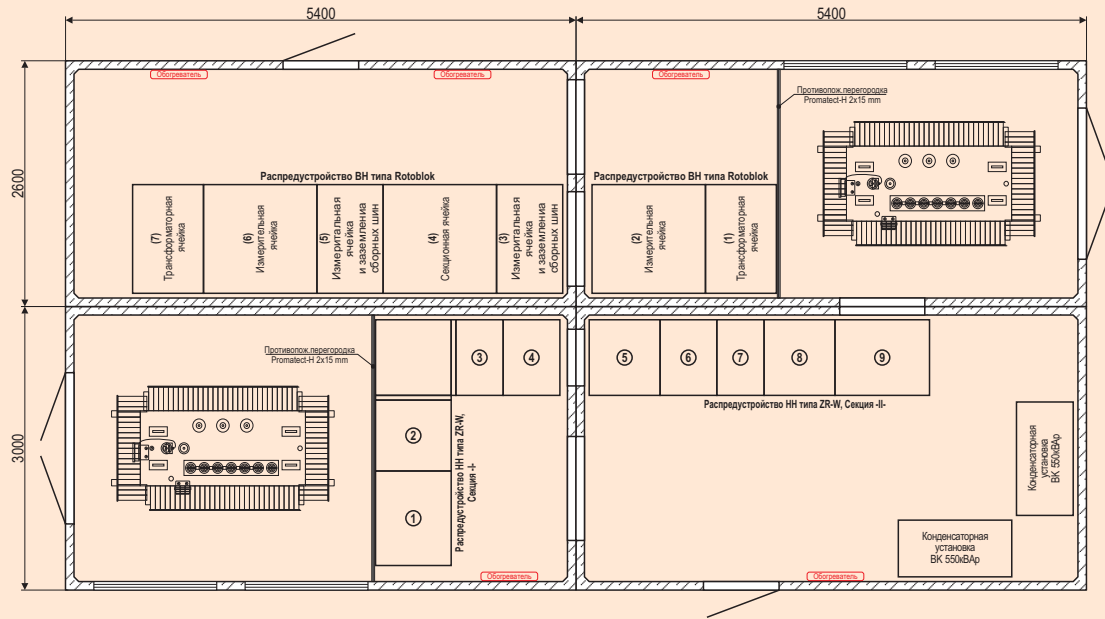 5400
5400
2600
3000
Обогреватель
Обогреватель
Обогреватель
Противопож.перегородка
Promatect-H 2x15 mm
Распредустройство ВН типа Rotoblok
(7)
Трансформаторная
ячейка
(6)
Измерительная
ячейка
(5)
Измеритальная
ячейка
и заземлениа
сборных шин
(4)
Секционная ячейка
(3)
Измеритальная
ячейка
и заземлениа
сборных шин
Распредустройство ВН типа Rotoblok
(2)
Измерительная
ячейка
(1)
Трансформаторная
ячейка
Противопож.перегородка
Promatect-H 2x15 mm
3
4
2
1
Распредустройство НН типа ZR-W,
Секция -I-
Обогреватель
5
6
7
8
9
Распредустройство НН типа ZR-W, Секция -II-
Конденсаторная
установка
ВК 550кВАр
Конденсаторная
установка
ВК 550кВАр
Обогреватель